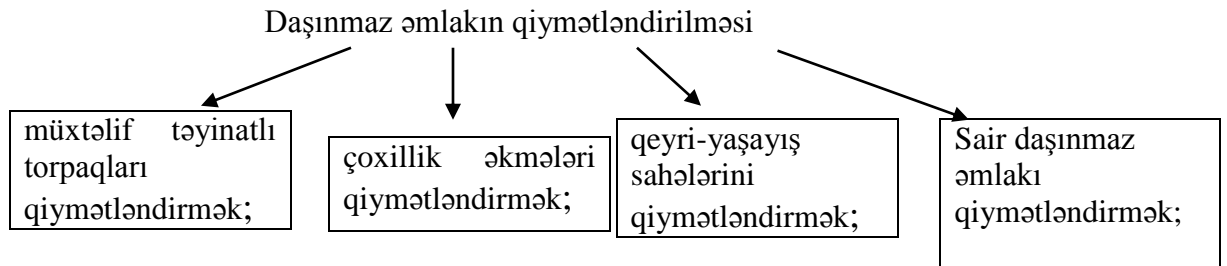 Daşınmaz əmlakın qiymətləndirilməsi
müxtəlif təyinatlı
torpaqları
qiymətləndirmək;
çoxillik əkmələri
qiymətləndirmək;
qeyri-yaşayış
sahələrini
qiymətləndirmək;
Sair daşınmaz
əmlakı
qiymətləndirmək;